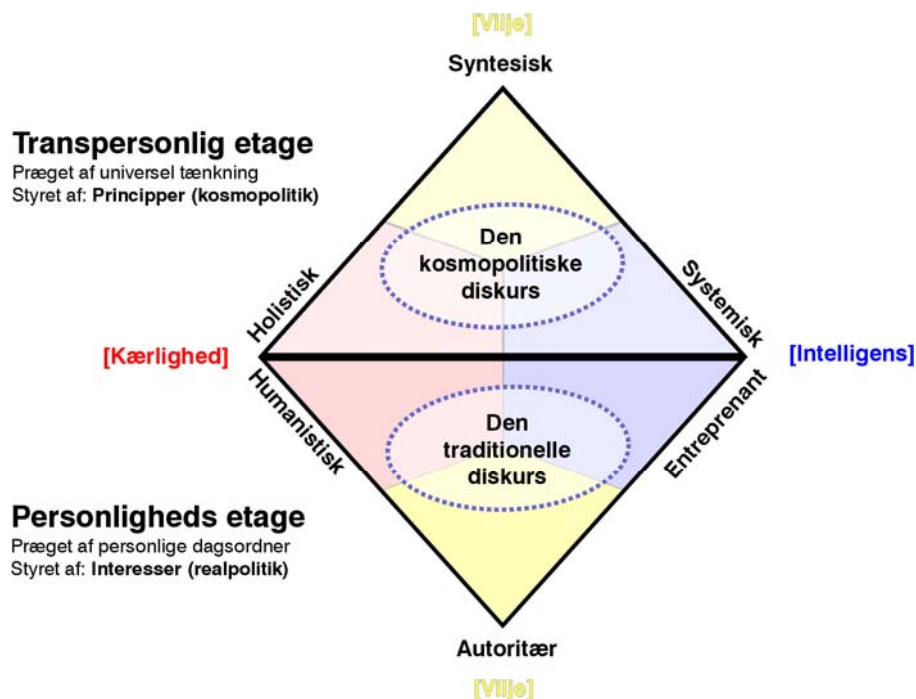 [Vilje]
Syntesisk
Transpersonlig etage
Præget af universel tænkning
Styret af: Principper (kosmopolitik)
Den
kosmopolitiske
diskurs
Holistisk
Systemisk
[Kærlighed]
[Intelligens]
Humanistisk
Entreprenant
Den
traditionelle
diskurs
Personligheds etage
Præget af personlige dagsordner
Styret af: Interesser (realpolitik)
Autoritær
[Vilje]